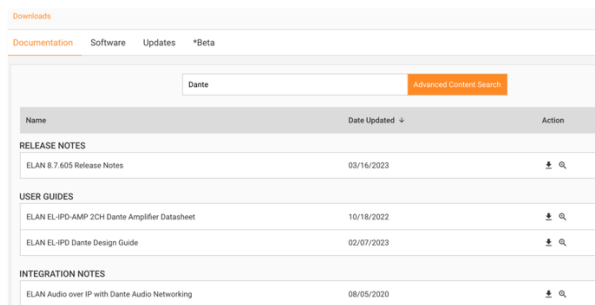 Downloads
Documentation Software Updates *Beta
Dante Advanced Content Search
Name Date Updated ↓ Action
RELEASE NOTES
ELAN 8.7.605 Release Notes 03/16/2023
USER GUIDES
ELAN EL-IPD-AMP 2CH Dante Amplifier Datasheet 10/18/2022
ELAN EL-IPD Dante Design Guide 02/07/2023
INTEGRATION NOTES
ELAN Audio over IP with Dante Audio Networking 08/05/2020